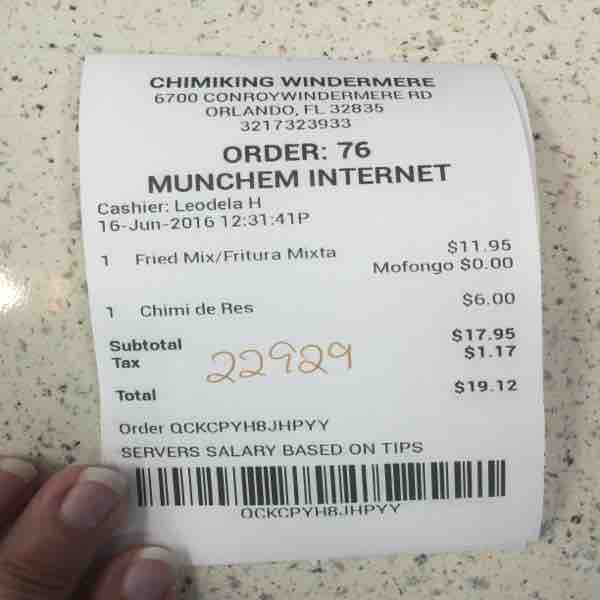 CHIMIKING WINDERMERE
6700 CONROYWINDERMERE RD
ORLANDO, FL 32835
3217323933
ORDER: 76
MUNCHEM INTERNET
Cashier: Leodela H
16-Jun-2016 12:31:41P
1 Fried Mix/Fritura Mixta $11.95
Mofongo $0.00
1 Chimi de Res $6.00
Subtotal $17.95
Tax $1.17
22929
Total $19.12
Order QCKCPYH8JHPYY
SERVERS SALARY BASED ON TIPS
QCKCPYH8JHPYY